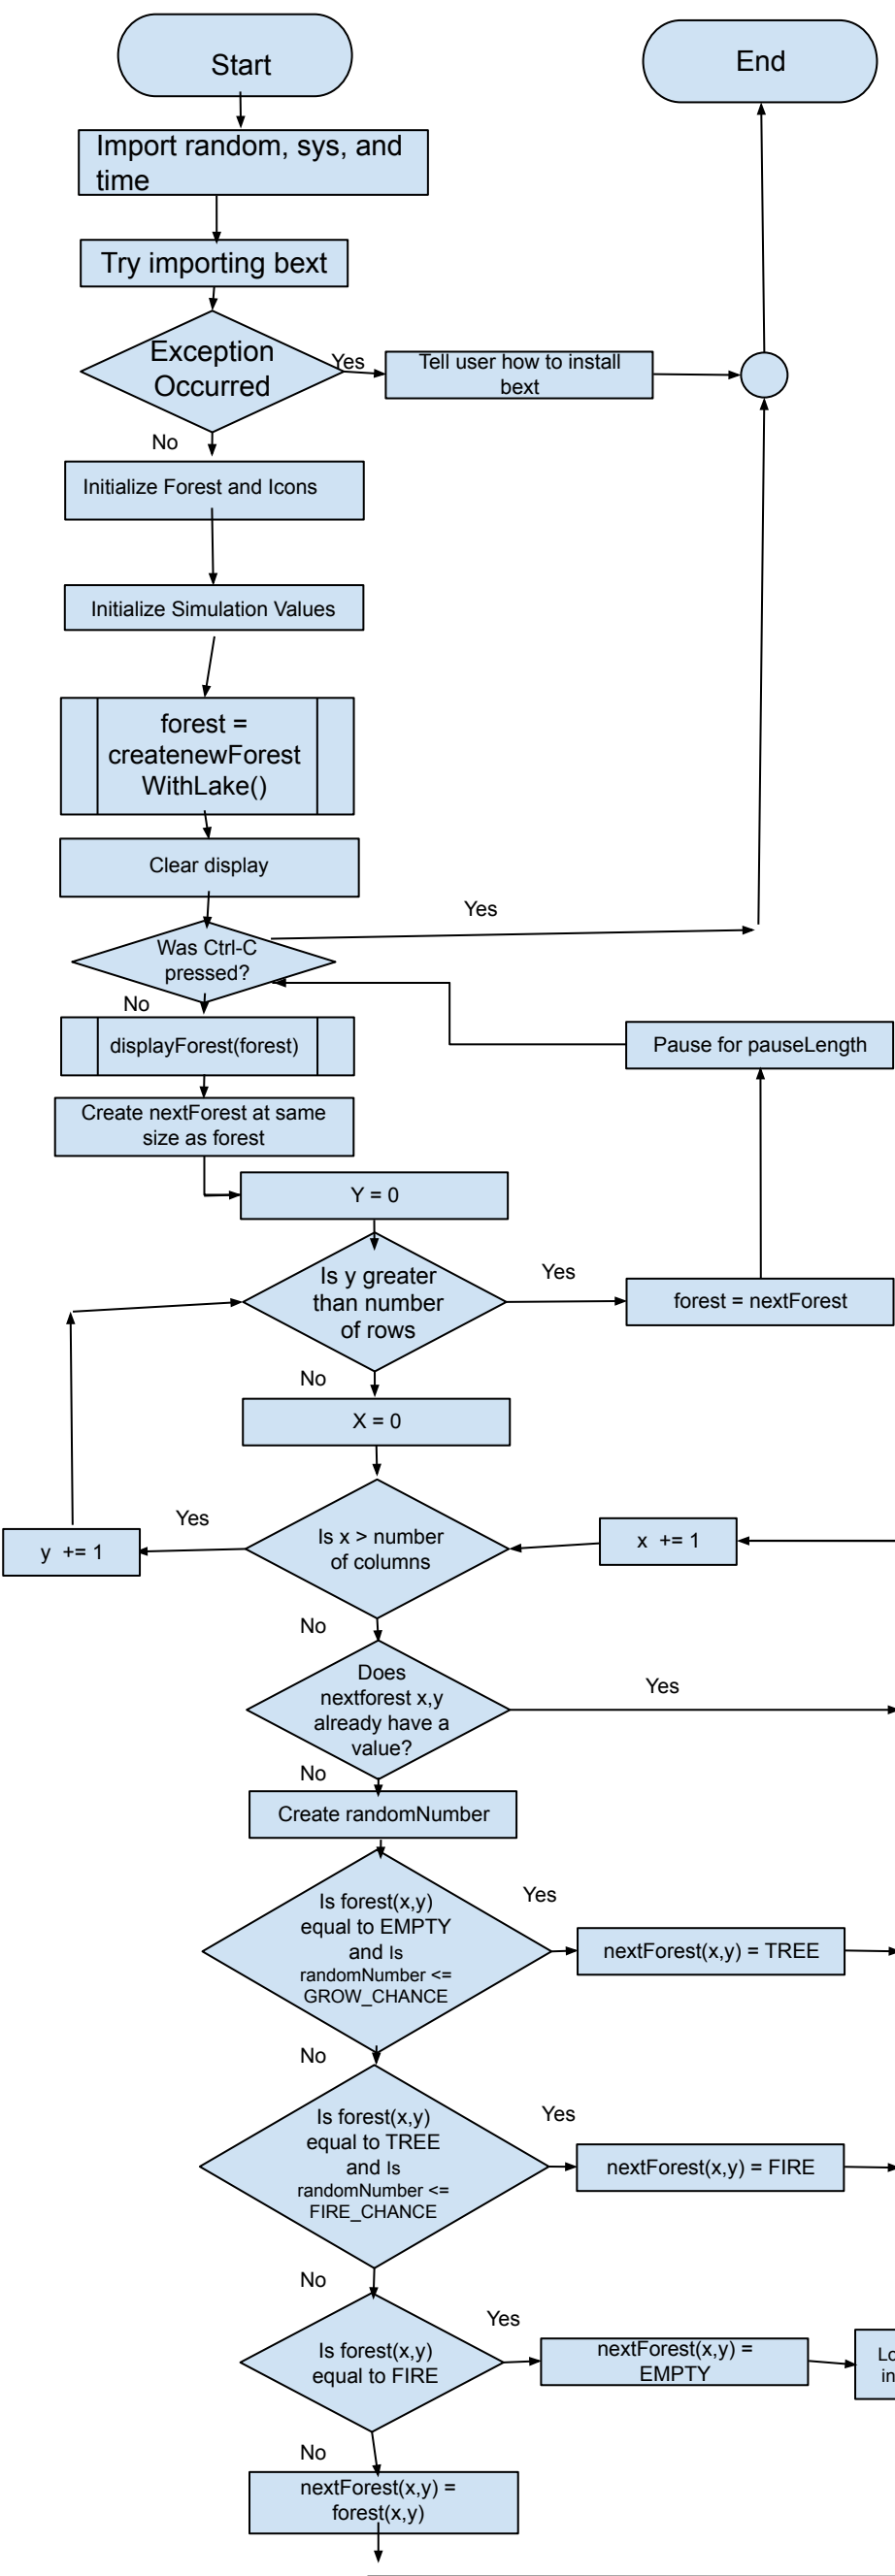 Start
End
Import random, sys, and
time
Try importing bext
Exception
Occurred
Yes
Tell user how to install
bext
No
Initialize Forest and Icons
Initialize Simulation Values
forest =
createnewForest
WithLake()
Clear display
Yes
Was Ctrl-C
pressed?
No
displayForest(forest)
Pause for pauseLength
Create nextForest at same
size as forest
Y = 0
Is y greater
than number
of rows
Yes
forest = nextForest
No
X = 0
Yes
y += 1
Is x > number
of columns
x += 1
No
Does
nextforest x,y
already have a
value?
Yes
No
Create randomNumber
Is forest(x,y)
equal to EMPTY
and Is
randomNumber <=
GROW_CHANCE
Yes
nextForest(x,y) = TREE
No
Is forest(x,y)
equal to TREE
and Is
randomNumber <=
FIRE_CHANCE
Yes
nextForest(x,y) = FIRE
No
Is forest(x,y)
equal to FIRE
Yes
nextForest(x,y) =
EMPTY
No
nextForest(x,y) =
forest(x,y)